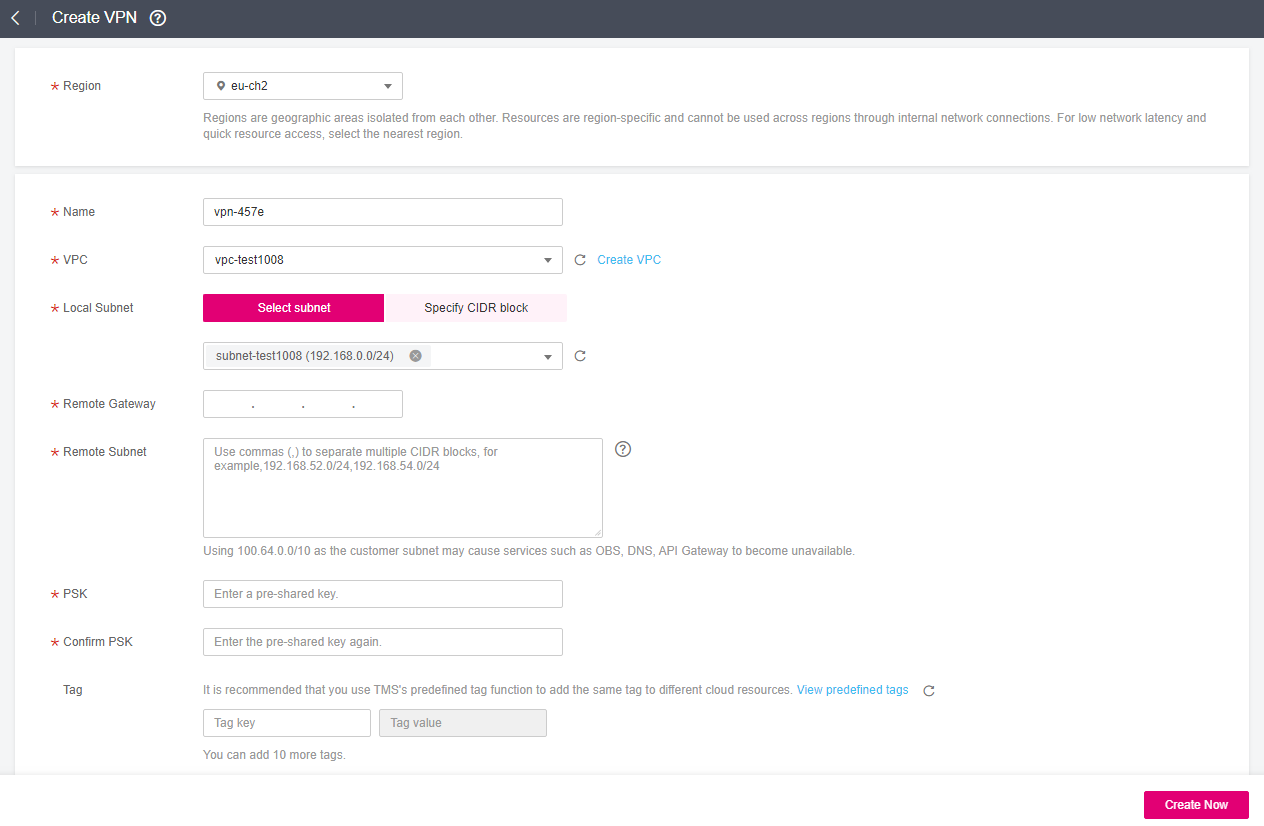 Create VPN
Region
eu-ch2
Regions are geographic areas isolated from each other. Resources are region-specific and cannot be used across regions through internal network connections. For low network latency and
quick resource access, select the nearest region.
Name
vpn-457e
VPC
vpc-test1008
Create VPC
Local Subnet
Select subnet
Specify CIDR block
subnet-test1008 (192.168.0.0/24)
Remote Gateway
. . .
Remote Subnet
Use commas (,) to separate multiple CIDR blocks, for
example,192.168.52.0/24,192.168.54.0/24
Using 100.64.0.0/10 as the customer subnet may cause services such as OBS, DNS, API Gateway to become unavailable.
PSK
Enter a pre-shared key.
Confirm PSK
Enter the pre-shared key again.
Tag
It is recommended that you use TMS's predefined tag function to add the same tag to different cloud resources. View predefined tags
Tag key
Tag value
You can add 10 more tags.
Create Now